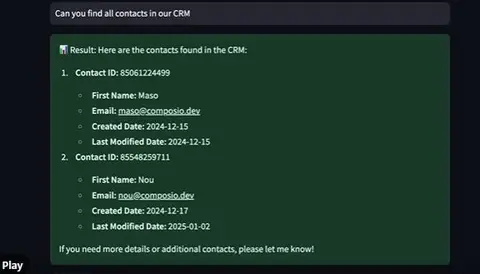 Can you find all contacts in our CRM
📊 Result: Here are the contacts found in the CRM:
1. Contact ID: 85061224499
○ First Name: Maso
○ Email: maso@composio.dev
○ Created Date: 2024-12-15
○ Last Modified Date: 2024-12-15
2. Contact ID: 85548259711
○ First Name: Nou
○ Email: nou@composio.dev
○ Created Date: 2024-12-17
○ Last Modified Date: 2025-01-02
If you need more details or additional contacts, please let me know!
Play